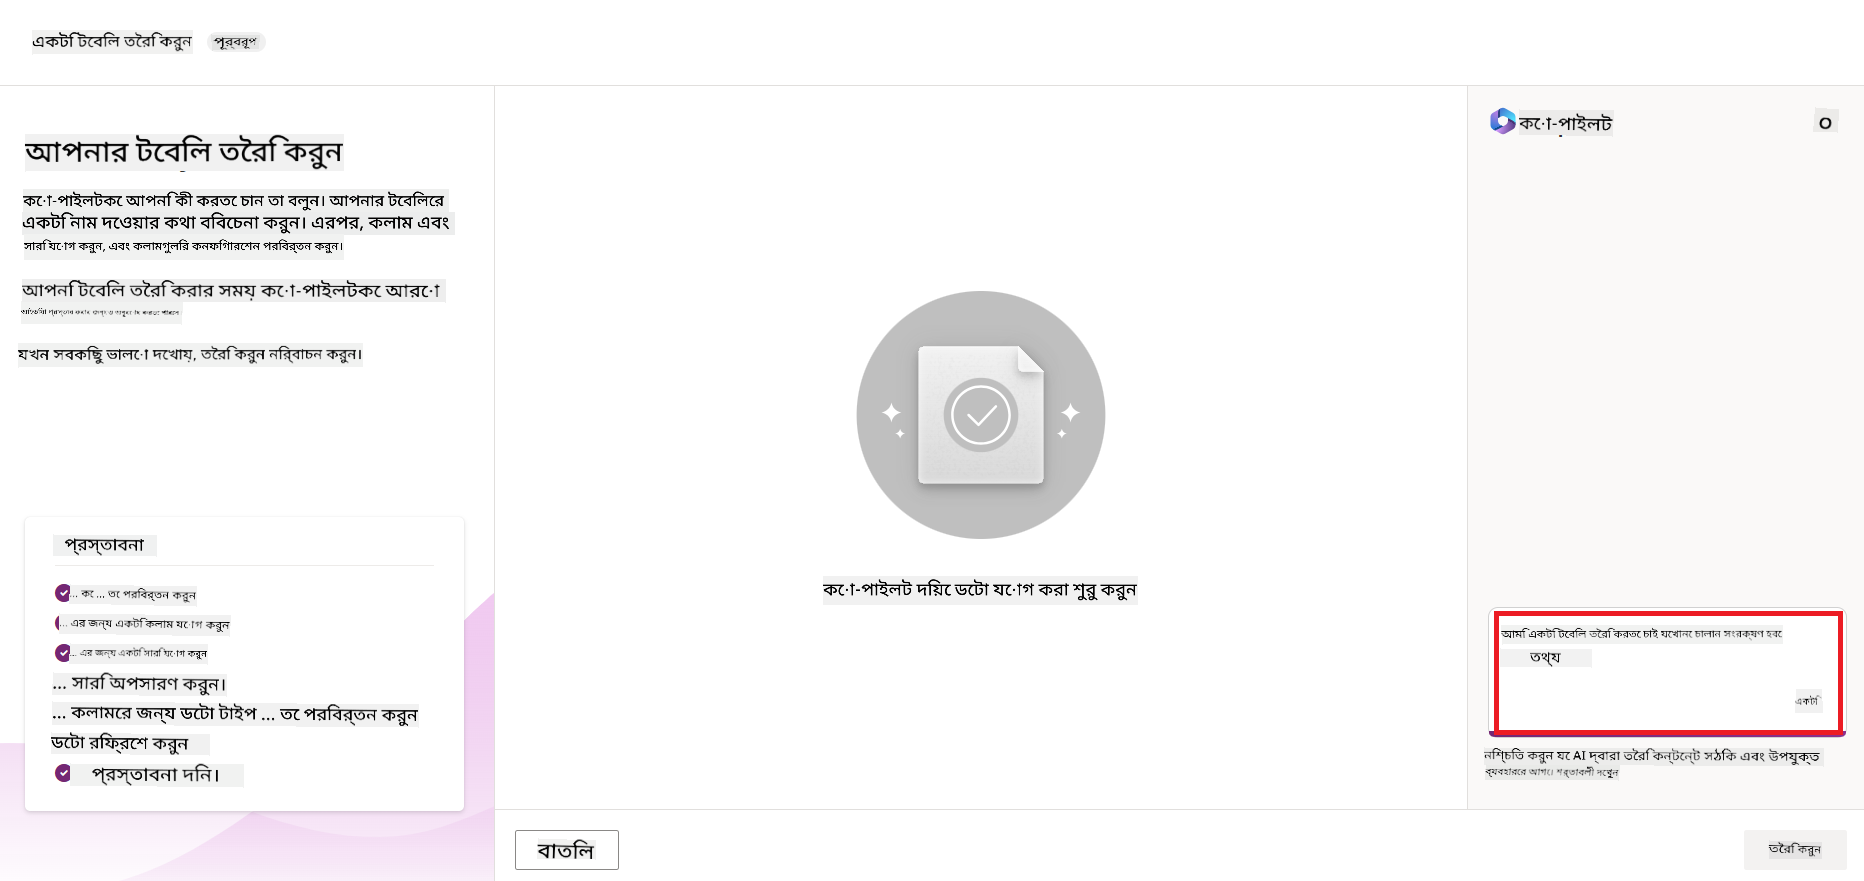 একটি টেবিল তৈরি করুন
পূর্বরূপ
আপনার টেবিল তৈরি করুন
কো-পাইলটকে আপনি কী করতে চান তা বলুন। আপনার টেবিলের
একটি নাম দেওয়ার কথা বিবেচনা করুন। এরপর, কলাম এবং
সারি যোগ করুন, এবং কলামগুলির কনফিগারেশন পরিবর্তন করুন।
আপনি টেবিল তৈরি করার সময় কো-পাইলটকে আরো
যখন সবকিছু ভালো দেখায়, তৈরি করুন নির্বাচন করুন।
প্রস্তাবনা
... কে ... তে পরিবর্তন করুন
... এর জন্য একটি কলাম যোগ করুন
... এর জন্য একটি সারি যোগ করুন
... সারি অপসারণ করুন।
... কলামের জন্য ডেটা টাইপ ... তে পরিবর্তন করুন
ডেটা রিফ্রেশ করুন
প্রস্তাবনা দিন।
কো-পাইলট দিয়ে ডেটা যোগ করা শুরু করুন
বাতিল
কো-পাইলট
আমি একটি টেবিল তৈরি করতে চাই যেখানে চালান সংরক্ষণ হবে
তথ্য
একটি
নিশ্চিত করুন যে AI দ্বারা তৈরি কন্টেন্ট সঠিক এবং উপযুক্ত
ব্যবহারের আগে। শর্তাবলী দেখুন
তৈরি করুন